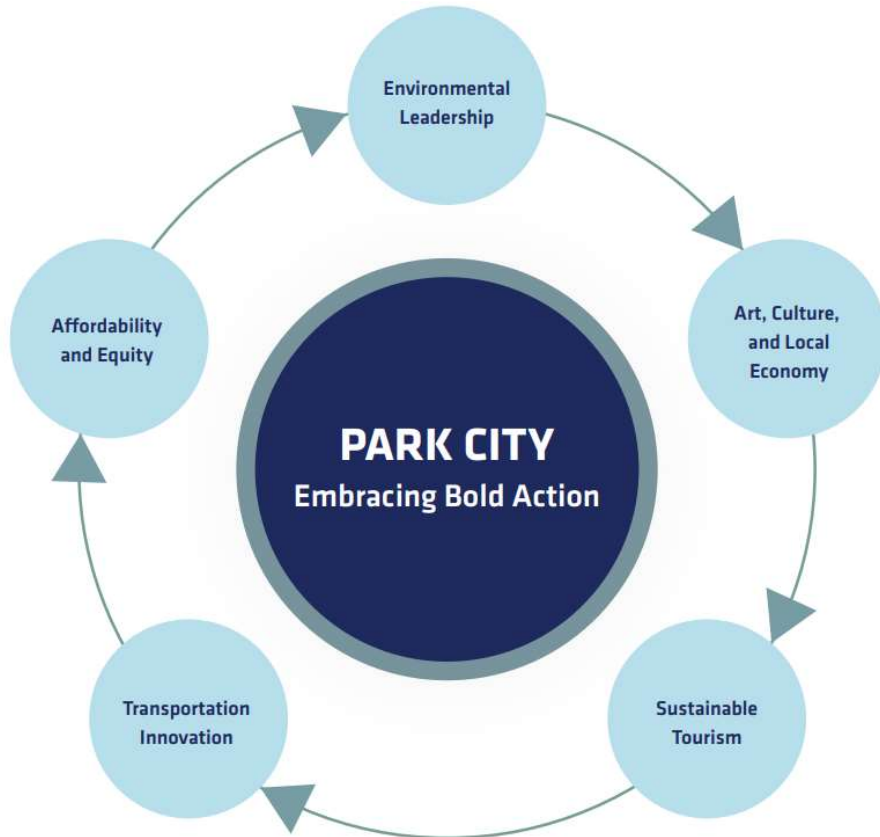 Environmental
Leadership
Art, Culture,
and Local
Economy
Affordability
and Equity
PARK CITY
Embracing Bold Action
Transportation
Innovation
Sustainable
Tourism